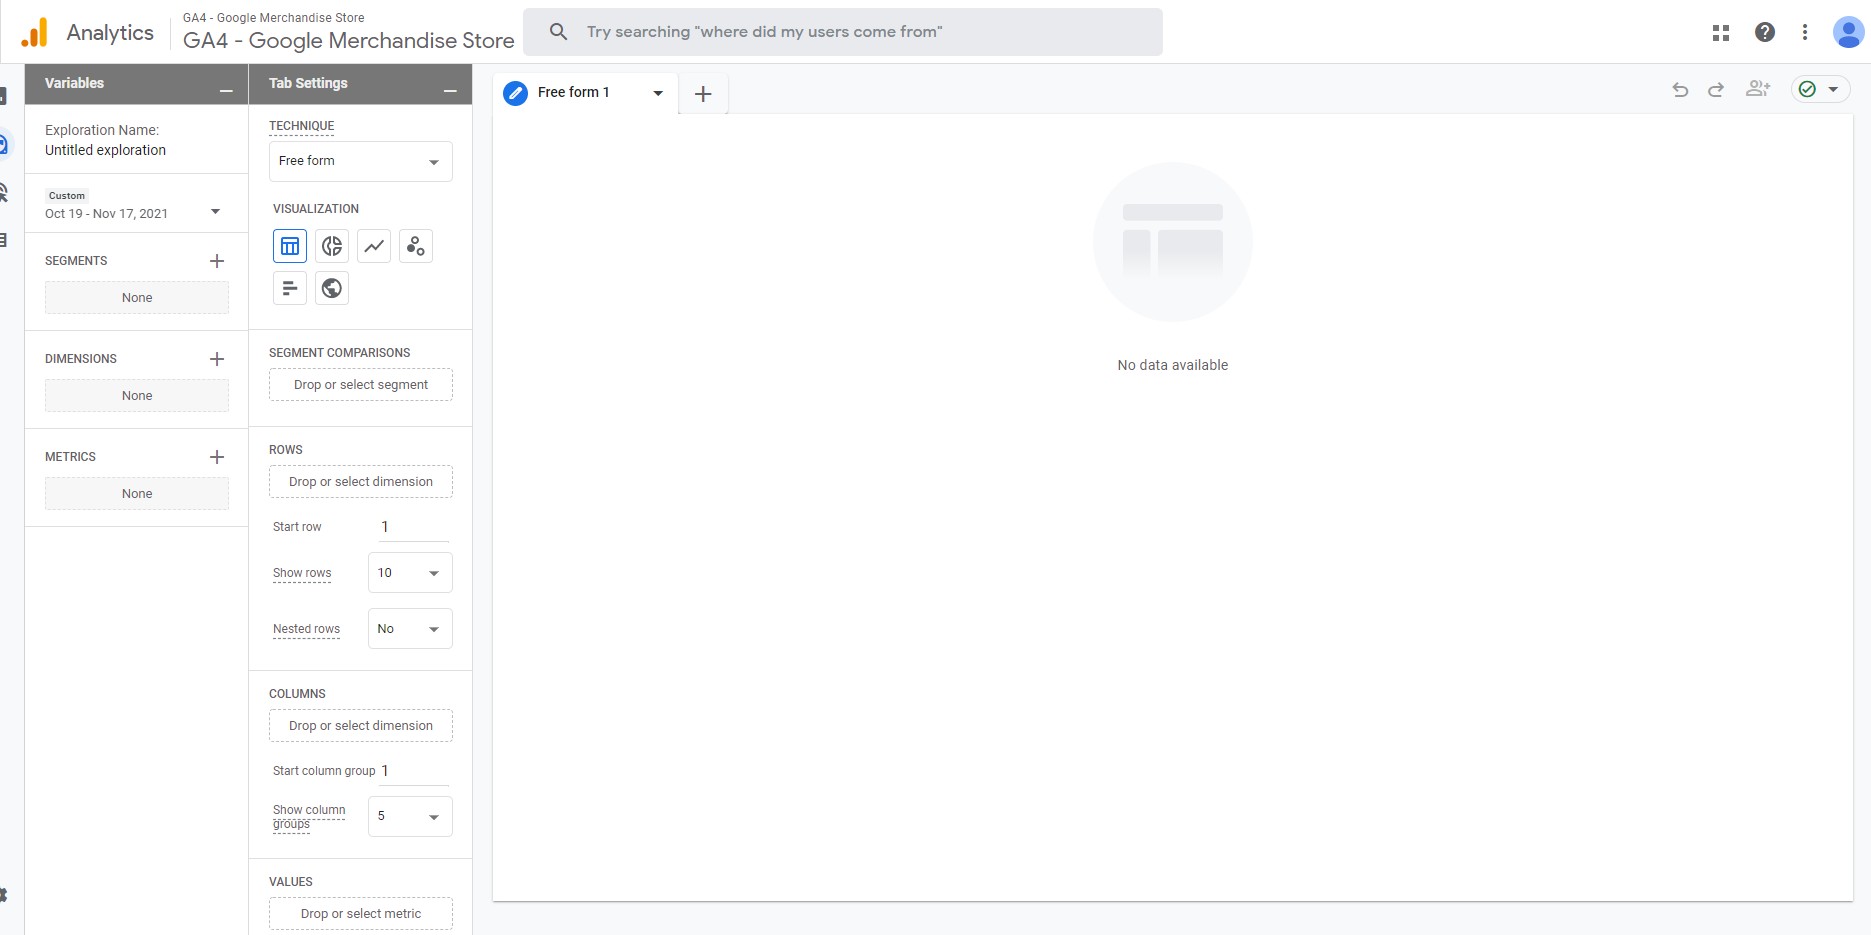 Analytics
GA4 - Google Merchandise Store
GA4 - Google Merchandise Store
Try searching "where did my users come from"
Variables
Exploration Name:
Untitled exploration
Custom
Oct 19 - Nov 17, 2021
SEGMENTS
None
DIMENSIONS
None
METRICS
None
Tab Settings
TECHNIQUE
Free form
VISUALIZATION
SEGMENT COMPARISONS
Drop or select segment
ROWS
Drop or select dimension
Start row 1
Show rows 10
Nested rows No
COLUMNS
Drop or select dimension
Start column group 1
Show column
groups
5
VALUES
Drop or select metric
Free form 1
No data available